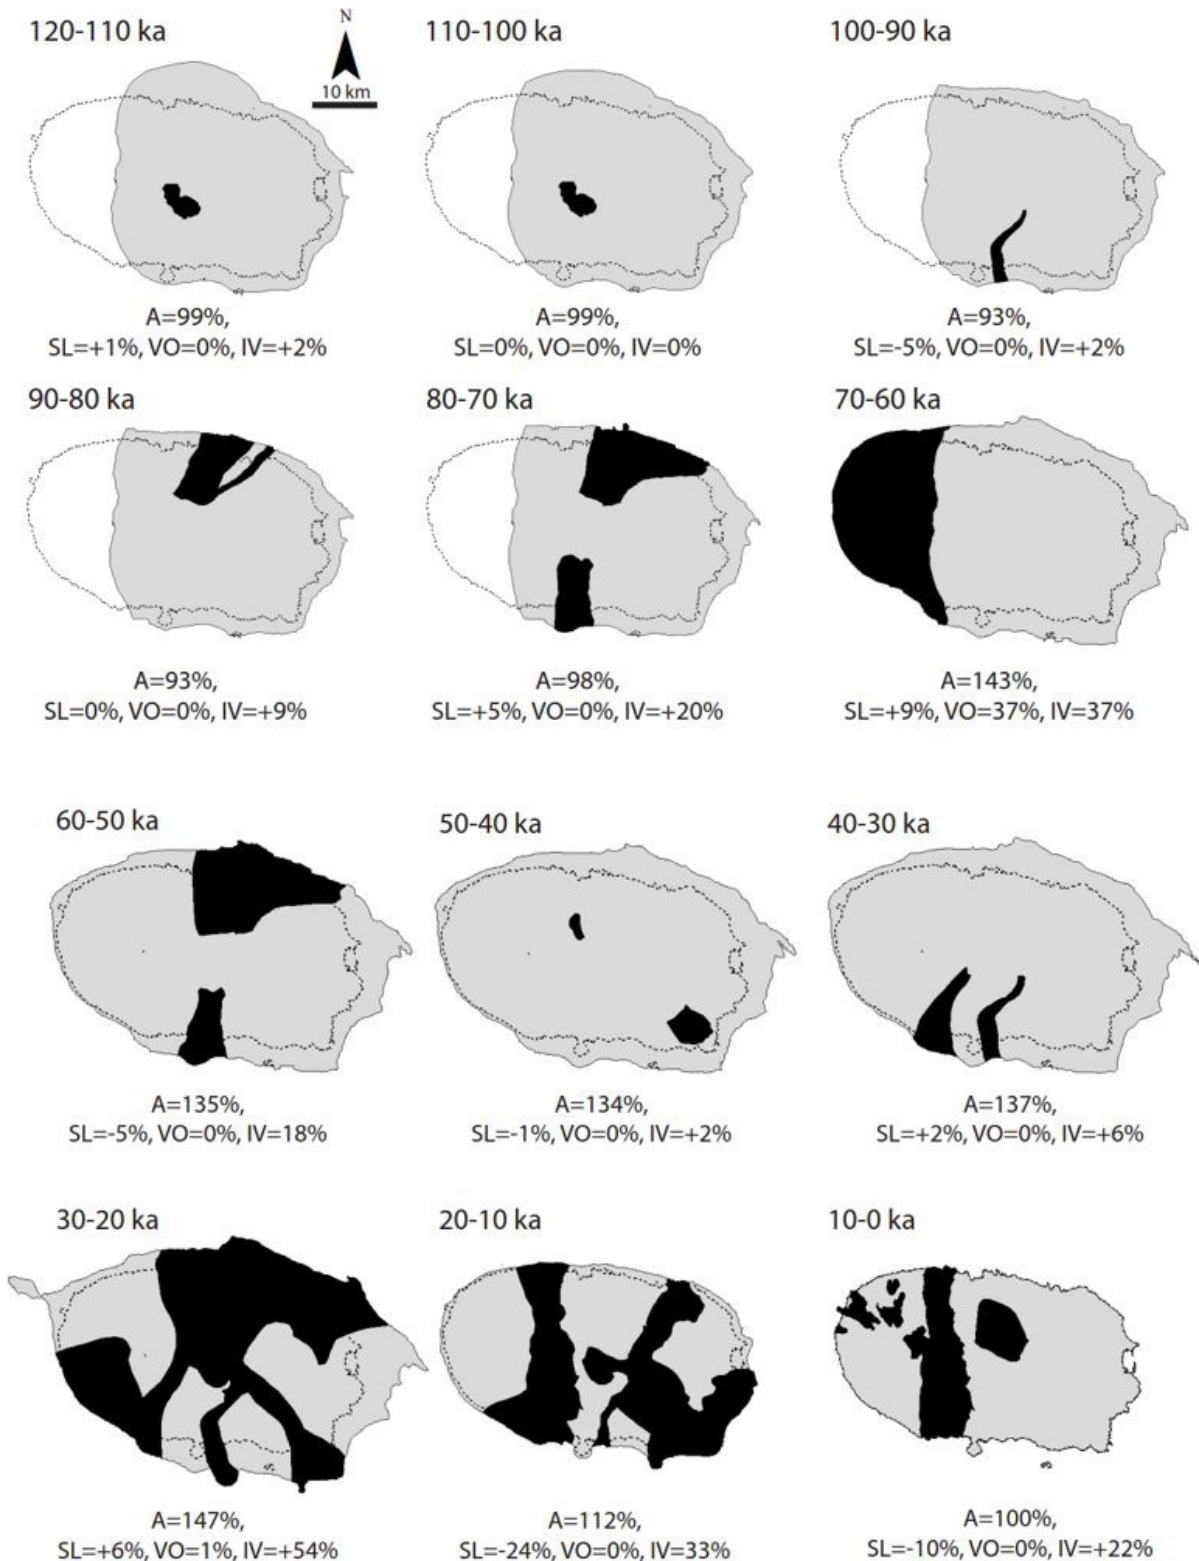 120-110 ka
N
10 km
110-100 ka
100-90 ka
A=99%,
SL=+1%, VO=0%, IV=+2%
A=99%,
SL=0%, VO=0%, IV=0%
A=93%,
SL=-5%, VO=0%, IV=+2%
90-80 ka
80-70 ka
70-60 ka
A=93%,
SL=0%, VO=0%, IV=+9%
A=98%,
SL=+5%, VO=0%, IV=+20%
A=143%,
SL=+9%, VO=37%, IV=37%
60-50 ka
50-40 ka
40-30 ka
A=135%,
SL=-5%, VO=0%, IV=18%
A=134%,
SL=-1%, VO=0%, IV=+2%
A=137%,
SL=+2%, VO=0%, IV=+6%
30-20 ka
20-10 ka
10-0 ka
A=147%,
SL=+6%, VO=1%, IV=+54%
A=112%,
SL=-24%, VO=0%, IV=33%
A=100%,
SL=-10%, VO=0%, IV=+22%